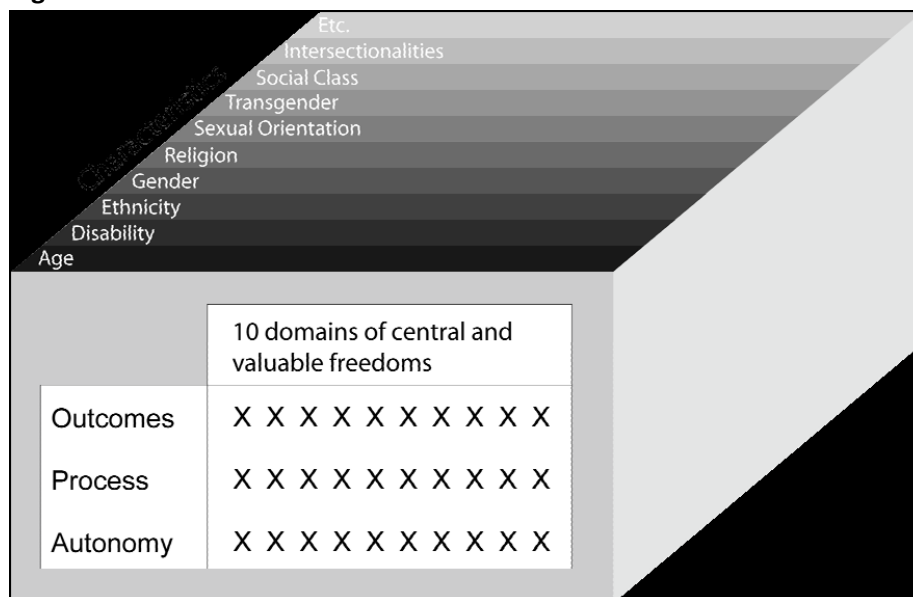 Etc.
Intersectionalities
Social Class
Transgender
Sexual Orientation
Religion
Gender
Ethnicity
Disability
Age
Characteristics
10 domains of central and
valuable freedoms
Outcomes X X X X X X X X X X
Process X X X X X X X X X X
Autonomy X X X X X X X X X X